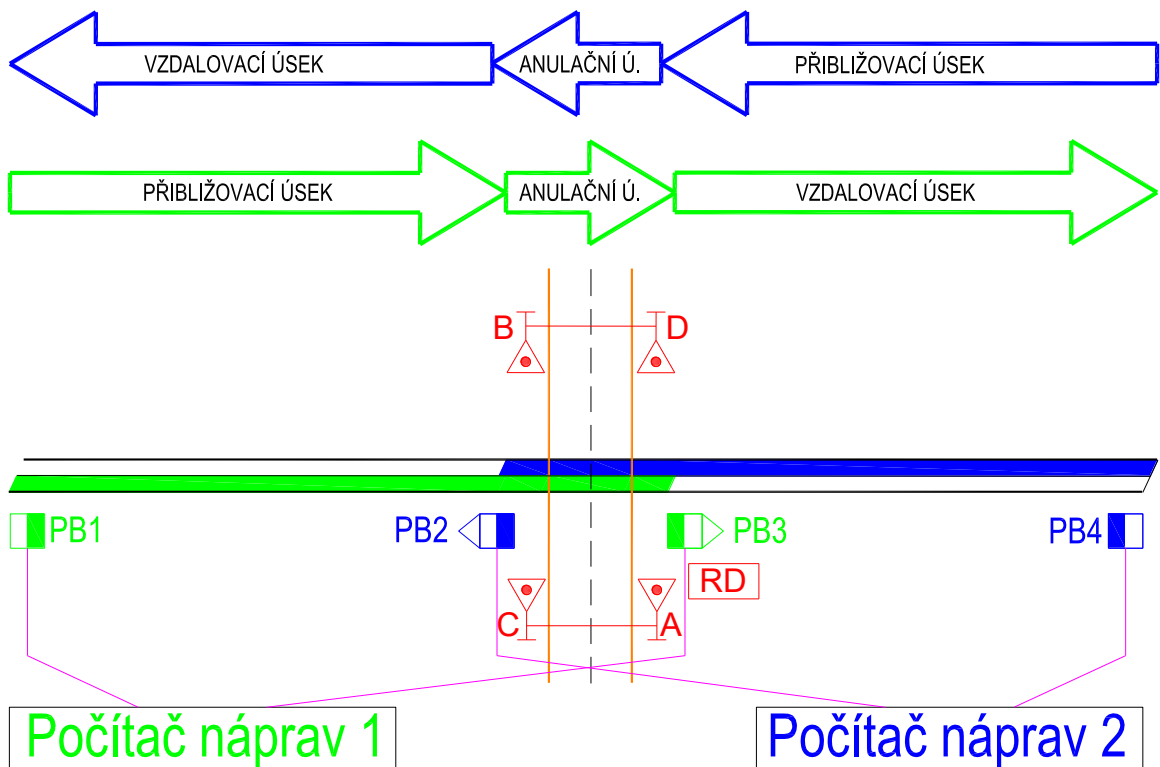 VZDALOVACÍ ÚSEK ANULAČNÍ Ú. PŘIBLIŽOVACÍ ÚSEK
PŘIBLIŽOVACÍ ÚSEK ANULAČNÍ Ú. VZDALOVACÍ ÚSEK
B D
PB1 PB2 PB3 PB4
RD
C A
Počítač náprav 1 Počítač náprav 2